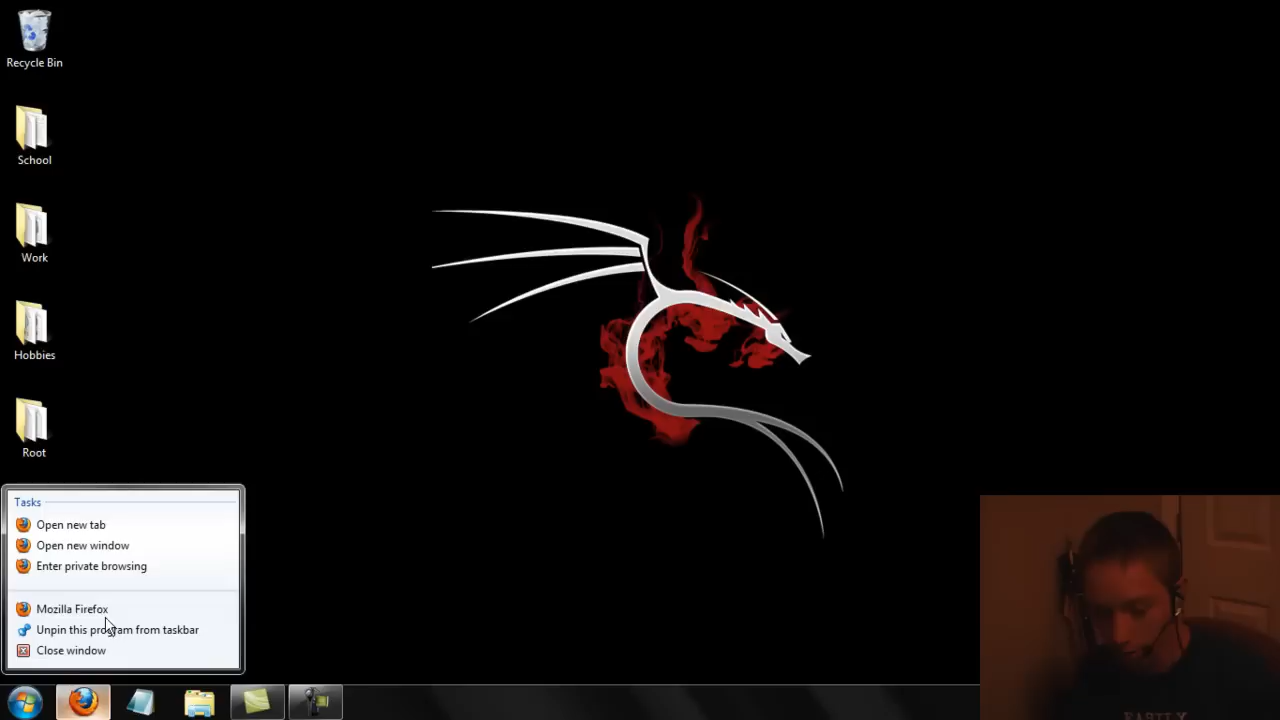 Recycle Bin
School
Work
Hobbies
Root
Tasks
Open new tab
Open new window
Enter private browsing
Mozilla Firefox
Unpin this program from taskbar
Close window
EASILY